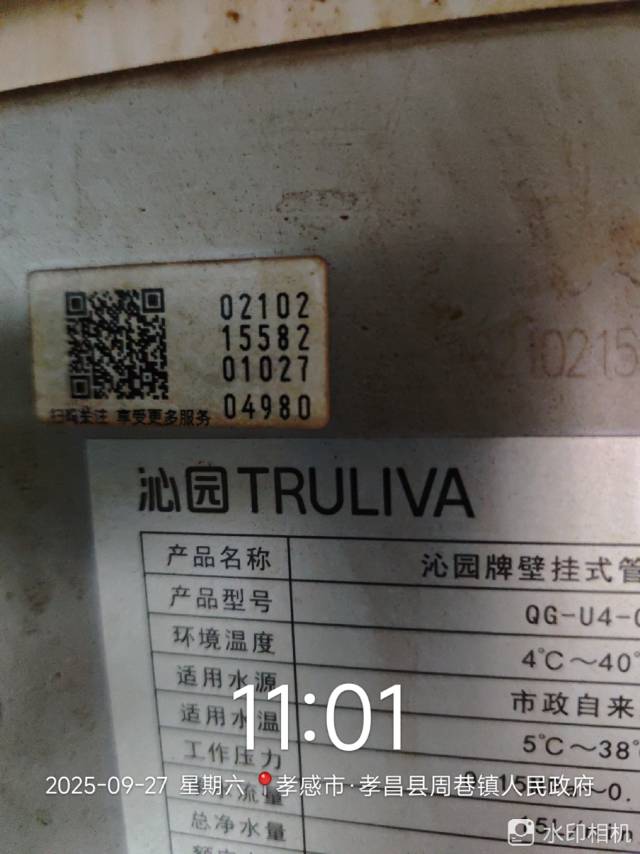 02102
15582
01027
04980
扫码关注 享受更多服务
沁园TRULIVA
产品名称 沁园牌壁挂式管
产品型号 QG-U4-
环境温度 4℃～40°
适用水源 市政自来
适用水温 5℃～38°
工作压力
总净水量
11:01
2025-09-27 星期六 孝感市·孝昌县周巷镇人民政府
水印相机